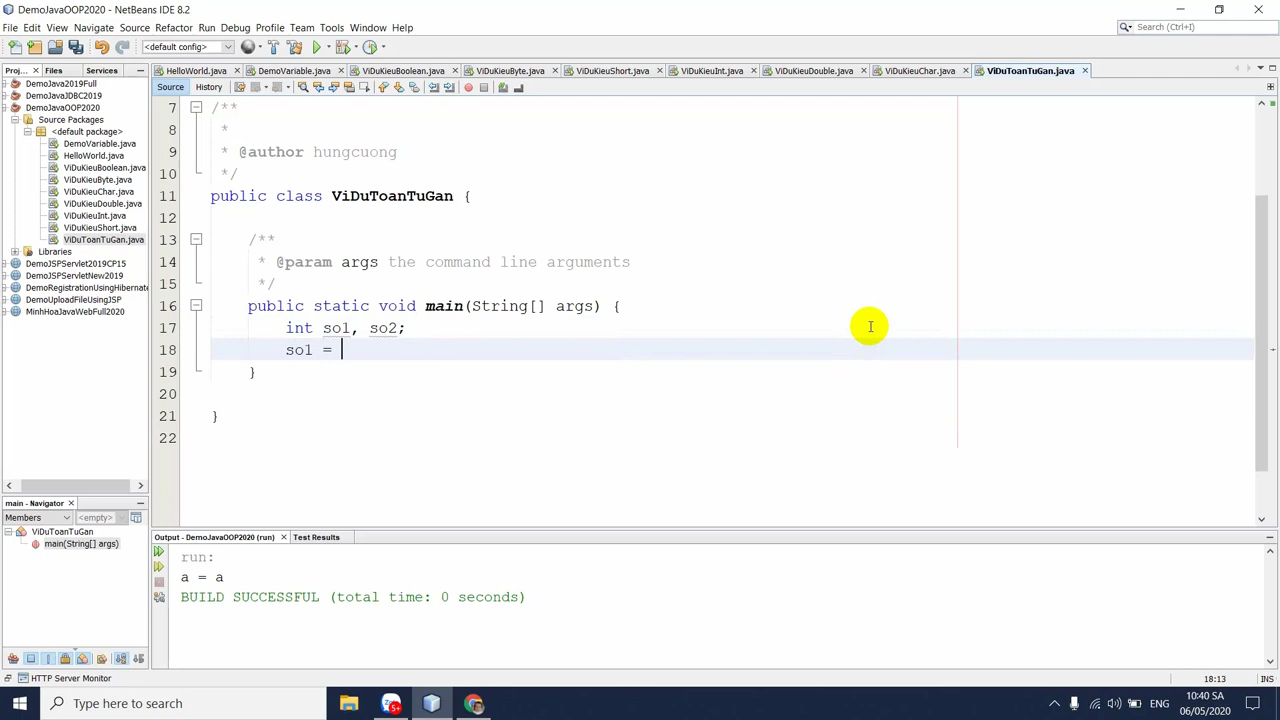 DemoJavaOOP2020 - NetBeans IDE 8.2
File Edit View Navigate Source Refactor Run Debug Profile Team Tools Window Help
Search (Ctrl+I)
<default config>
Proj... Files Services
HelloWorld.java DemoVariable.java ViDuKieuBoolean.java ViDuKieuByte.java ViDuKieuShort.java ViDuKieuInt.java ViDuKieuDouble.java ViDuKieuChar.java ViDuToanTuGan.java
Source History
DemoJava2019Full
DemoJavaJDBC2019
DemoJavaOOP2020
Source Packages
<default package>
DemoVariable.java
HelloWorld.java
ViDuKieuBoolean.java
ViDuKieuByte.java
ViDuKieuChar.java
ViDuKieuDouble.java
ViDuKieuInt.java
ViDuKieuShort.java
ViDuToanTuGan.java
Libraries
DemoJSPServlet2019CP15
DemoJSPServletNew2019
DemoRegistrationUsingHibernat
DemoUploadFileUsingJSP
MinhHoaJavaWebFull2020
7 /**
8 *
9 * @author hungcuong
10 */
11 public class ViDuToanTuGan {
12
13 /**
14 * @param args the command line arguments
15 */
16 public static void main(String[] args) {
17 int so1, so2;
18 so1 =
19 }
20
21 }
22
main - Navigator
Members <empty>
ViDuToanTuGan
main(String[] args)
Output - DemoJavaOOP2020 (run) Test Results
run:
a = a
BUILD SUCCESSFUL (total time: 0 seconds)
HTTP Server Monitor
18:13 INS
Type here to search
5+
ENG
10:40 SA
06/05/2020